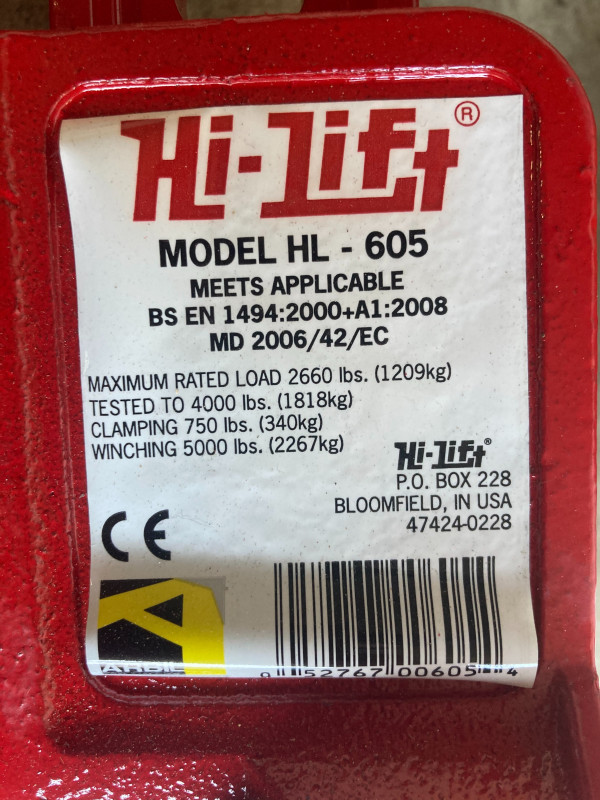 Hi-Lift®
MODEL HL - 605
MEETS APPLICABLE
BS EN 1494:2000+A1:2008
MD 2006/42/EC
MAXIMUM RATED LOAD 2660 lbs. (1209kg)
TESTED TO 4000 lbs. (1818kg)
CLAMPING 750 lbs. (340kg)
WINCHING 5000 lbs. (2267kg)
Hi-Lift®
P.O. BOX 228
BLOOMFIELD, IN USA
47424-0228
CE
0 52767 00605 4